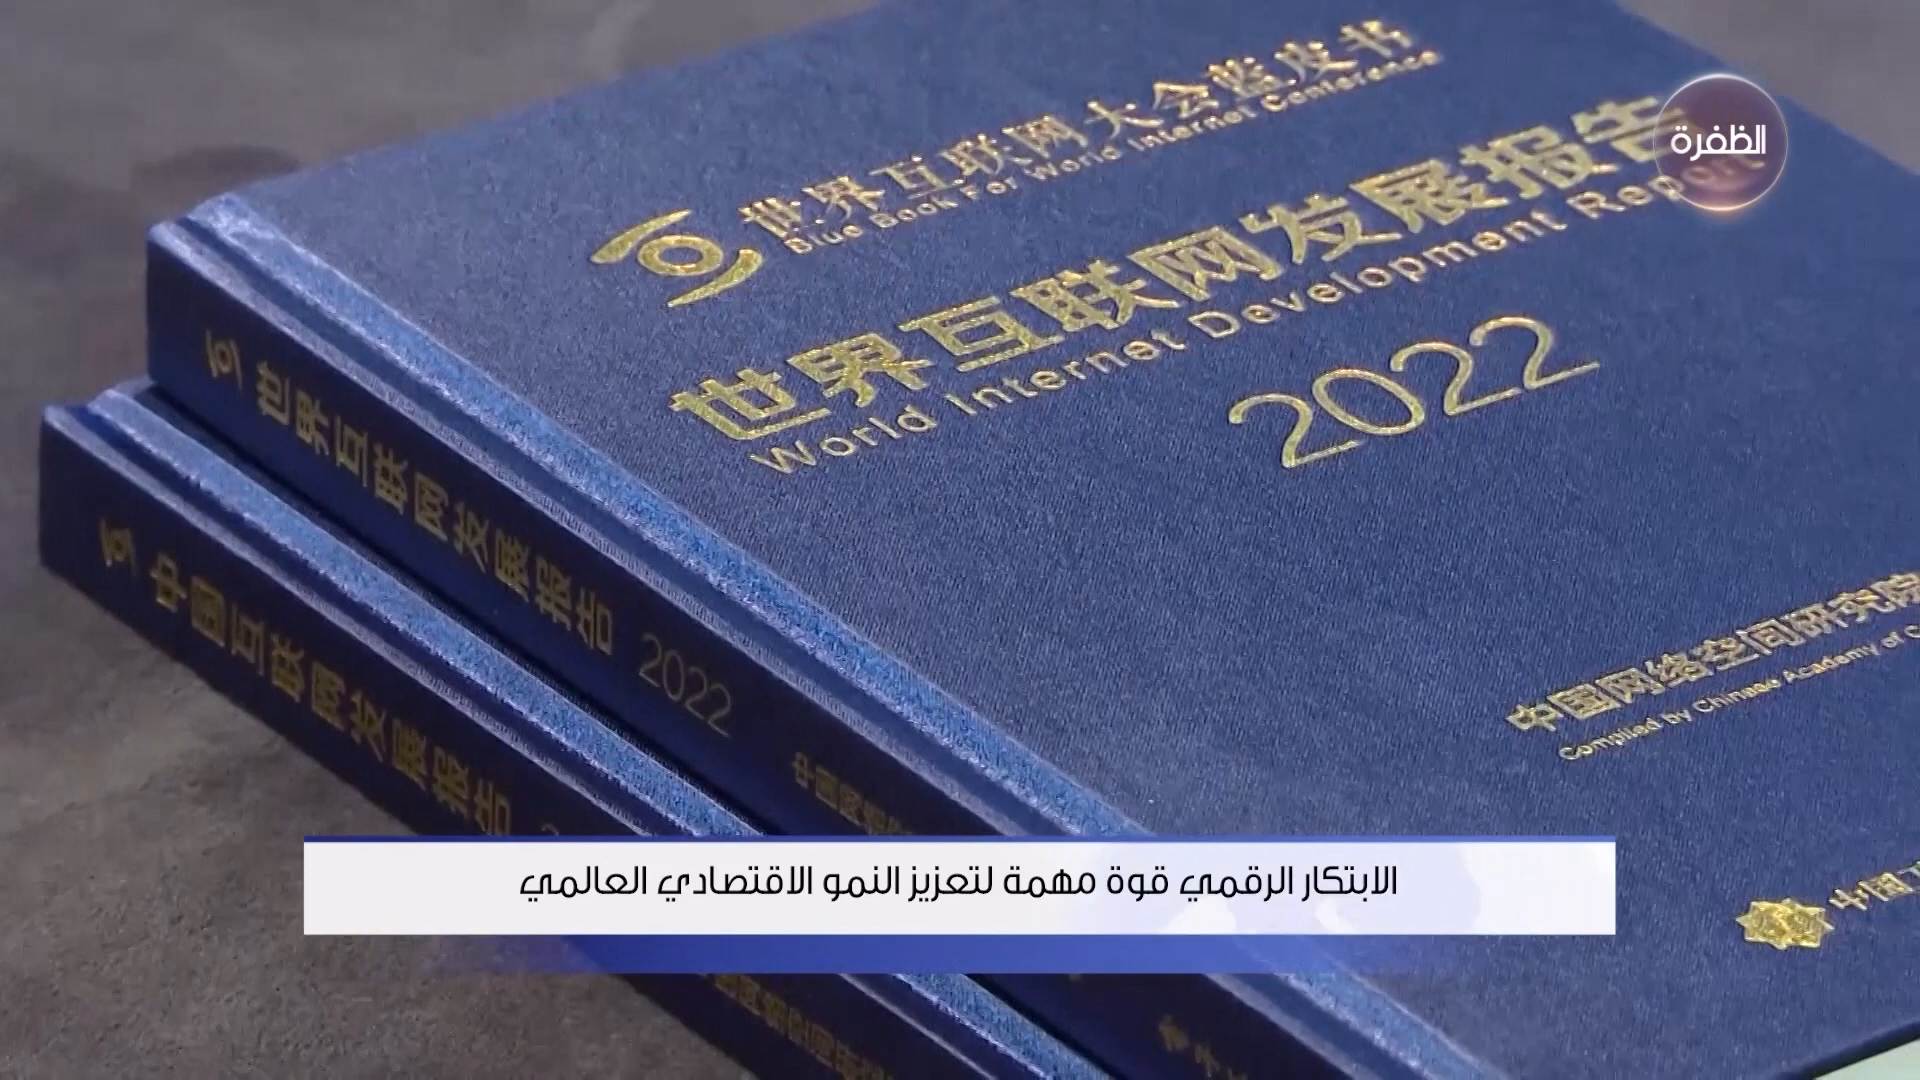 世界互联网大会蓝皮书
Blue Book For World Internet Conference
世界互联网发展报告
World Internet Development Report
2022
الظفرة
中国网络空间研究院
Compiled by Chinese Academy of
世界互联网发展报告 2022
中国互联网发展报告
الابتكار الرقمي قوة مهمة لتعزيز النمو الاقتصادي العالمي